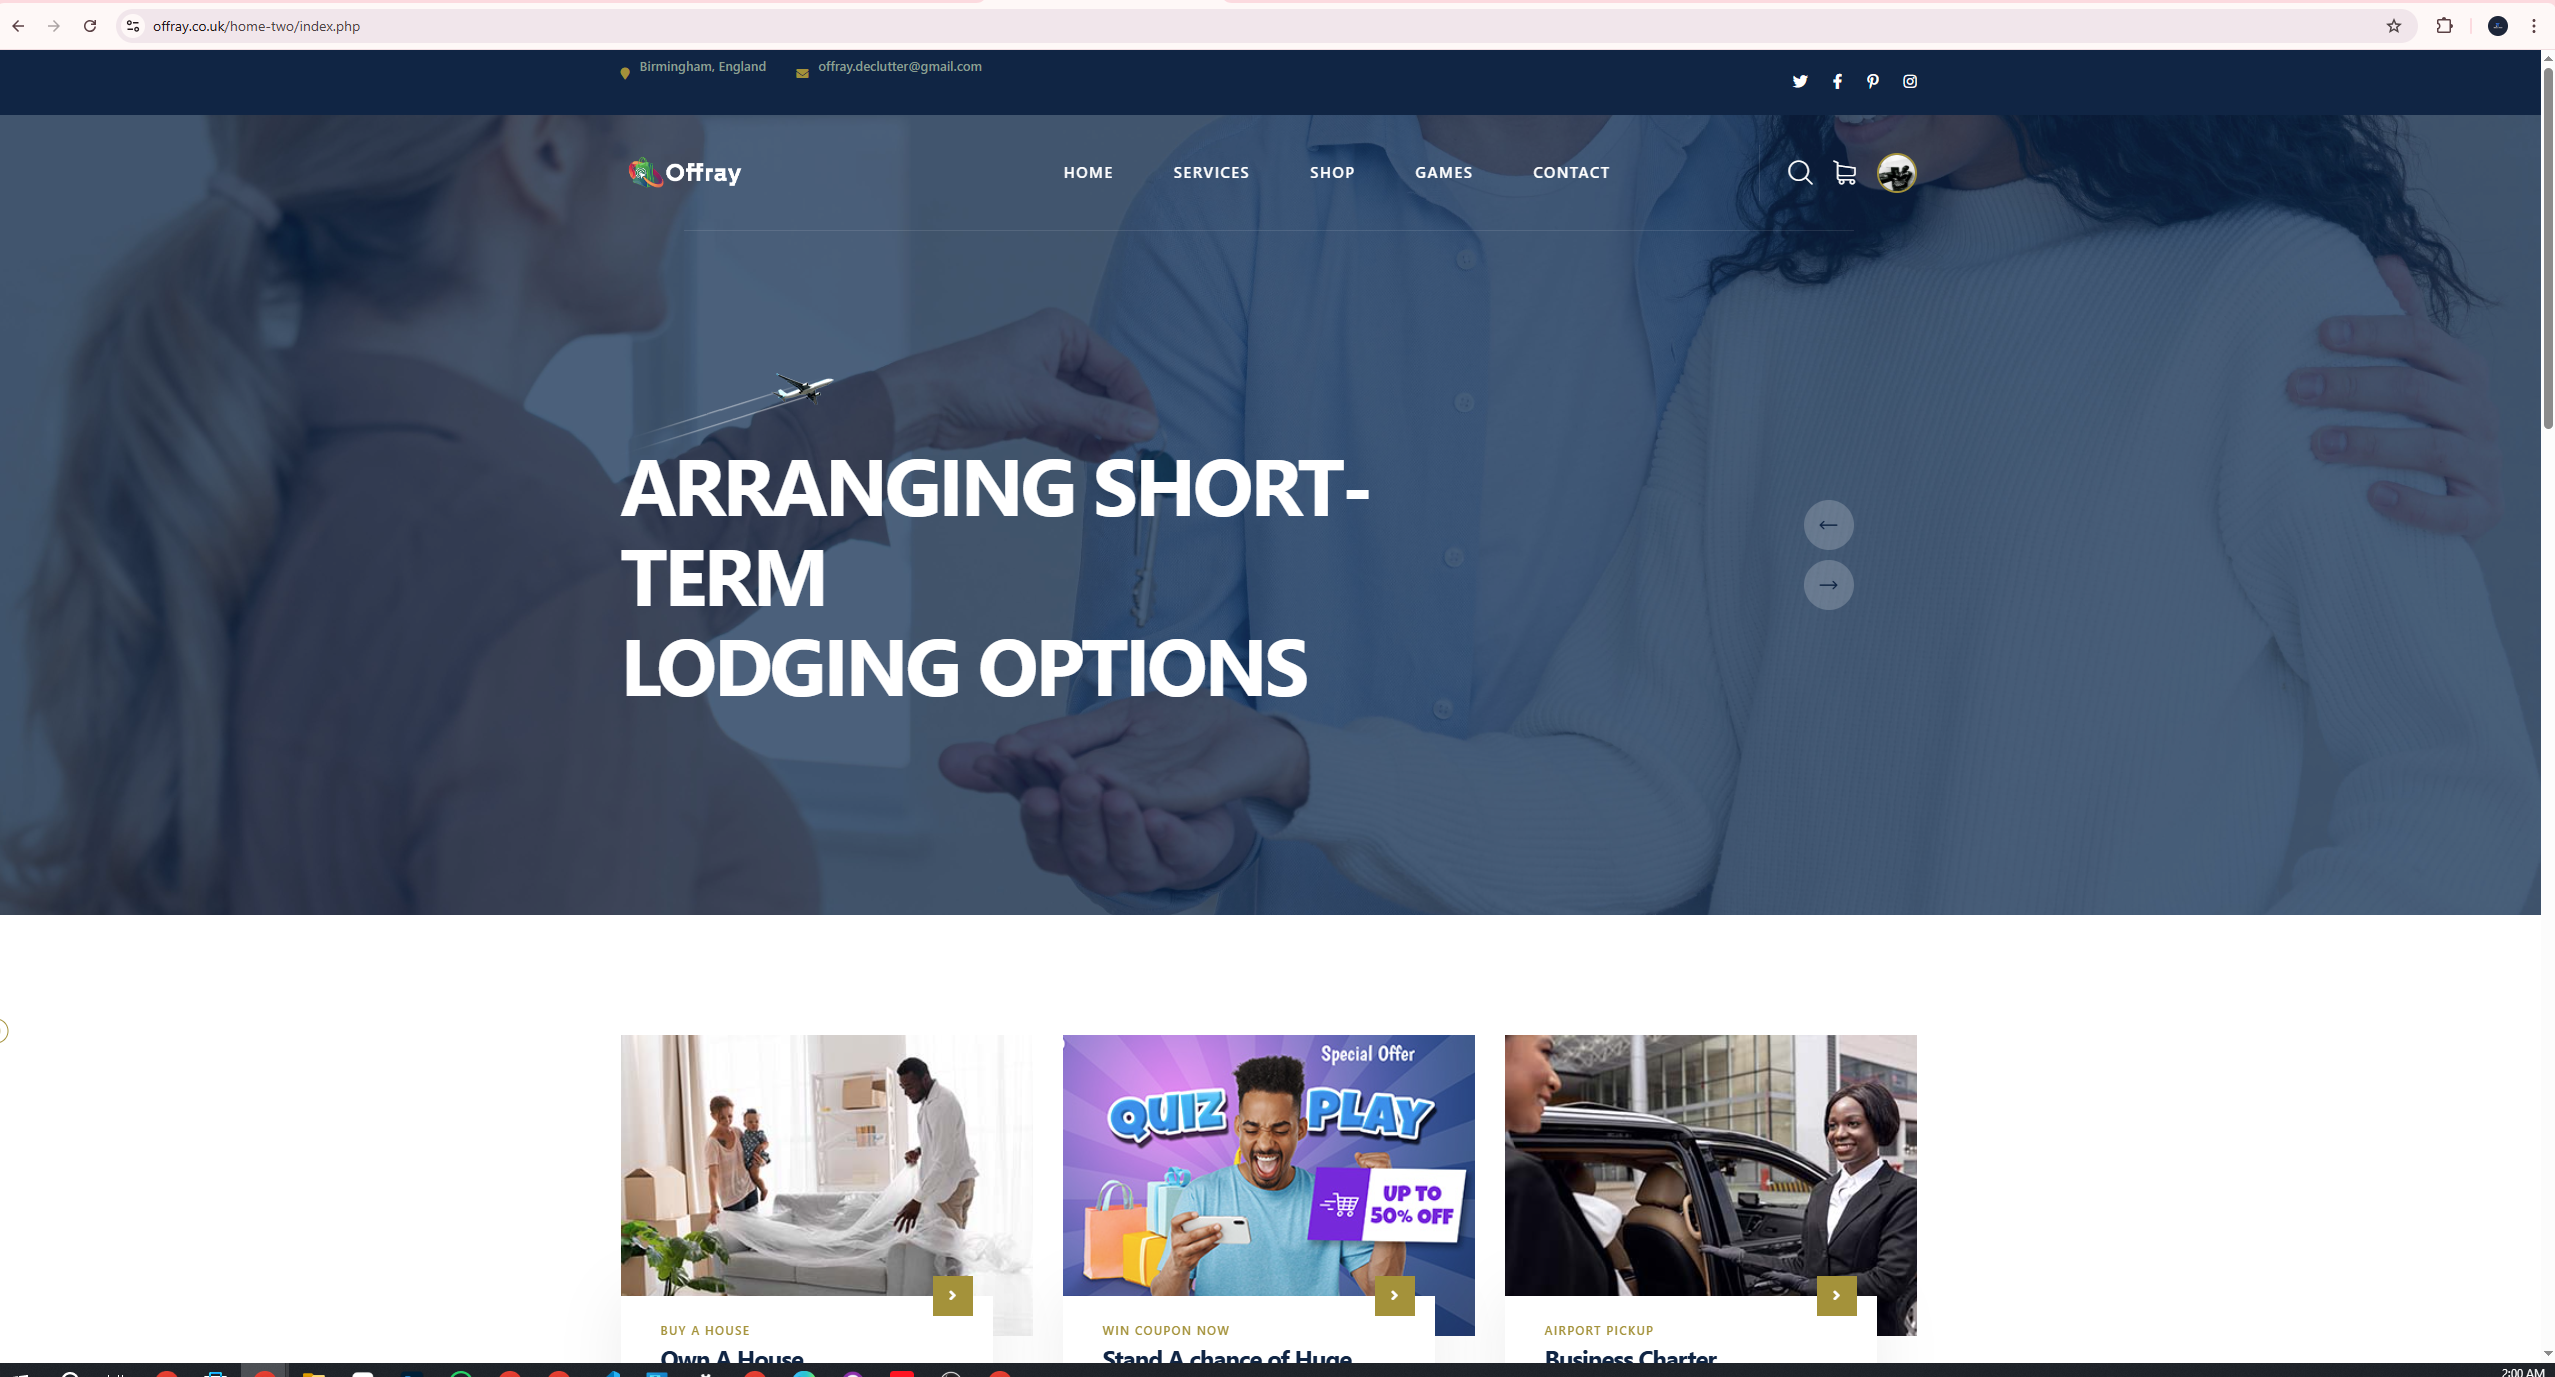 offray.co.uk/home-two/index.php
Birmingham, England offray.declutter@gmail.com
Offray HOME SERVICES SHOP GAMES CONTACT
ARRANGING SHORT-
TERM
LODGING OPTIONS
Special Offer
QUIZ PLAY
UP TO
50% OFF
BUY A HOUSE
Own A House
WIN COUPON NOW
Stand A chance of Huge
AIRPORT PICKUP
Business Charter
2:00 AM